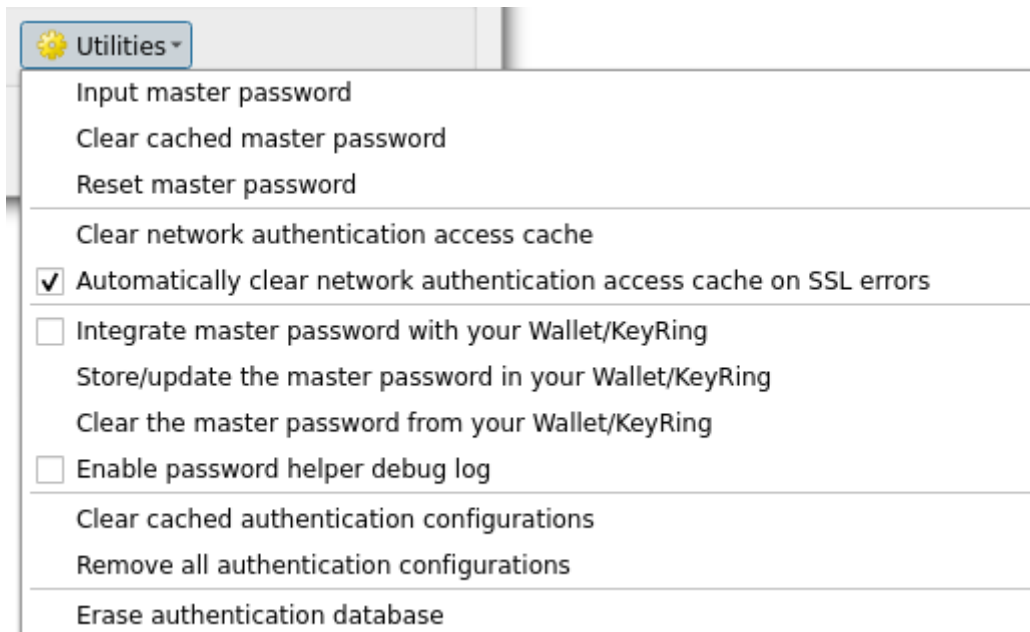 Utilities
Input master password
Clear cached master password
Reset master password
Clear network authentication access cache
Automatically clear network authentication access cache on SSL errors
Integrate master password with your Wallet/KeyRing
Store/update the master password in your Wallet/KeyRing
Clear the master password from your Wallet/KeyRing
Enable password helper debug log
Clear cached authentication configurations
Remove all authentication configurations
Erase authentication database